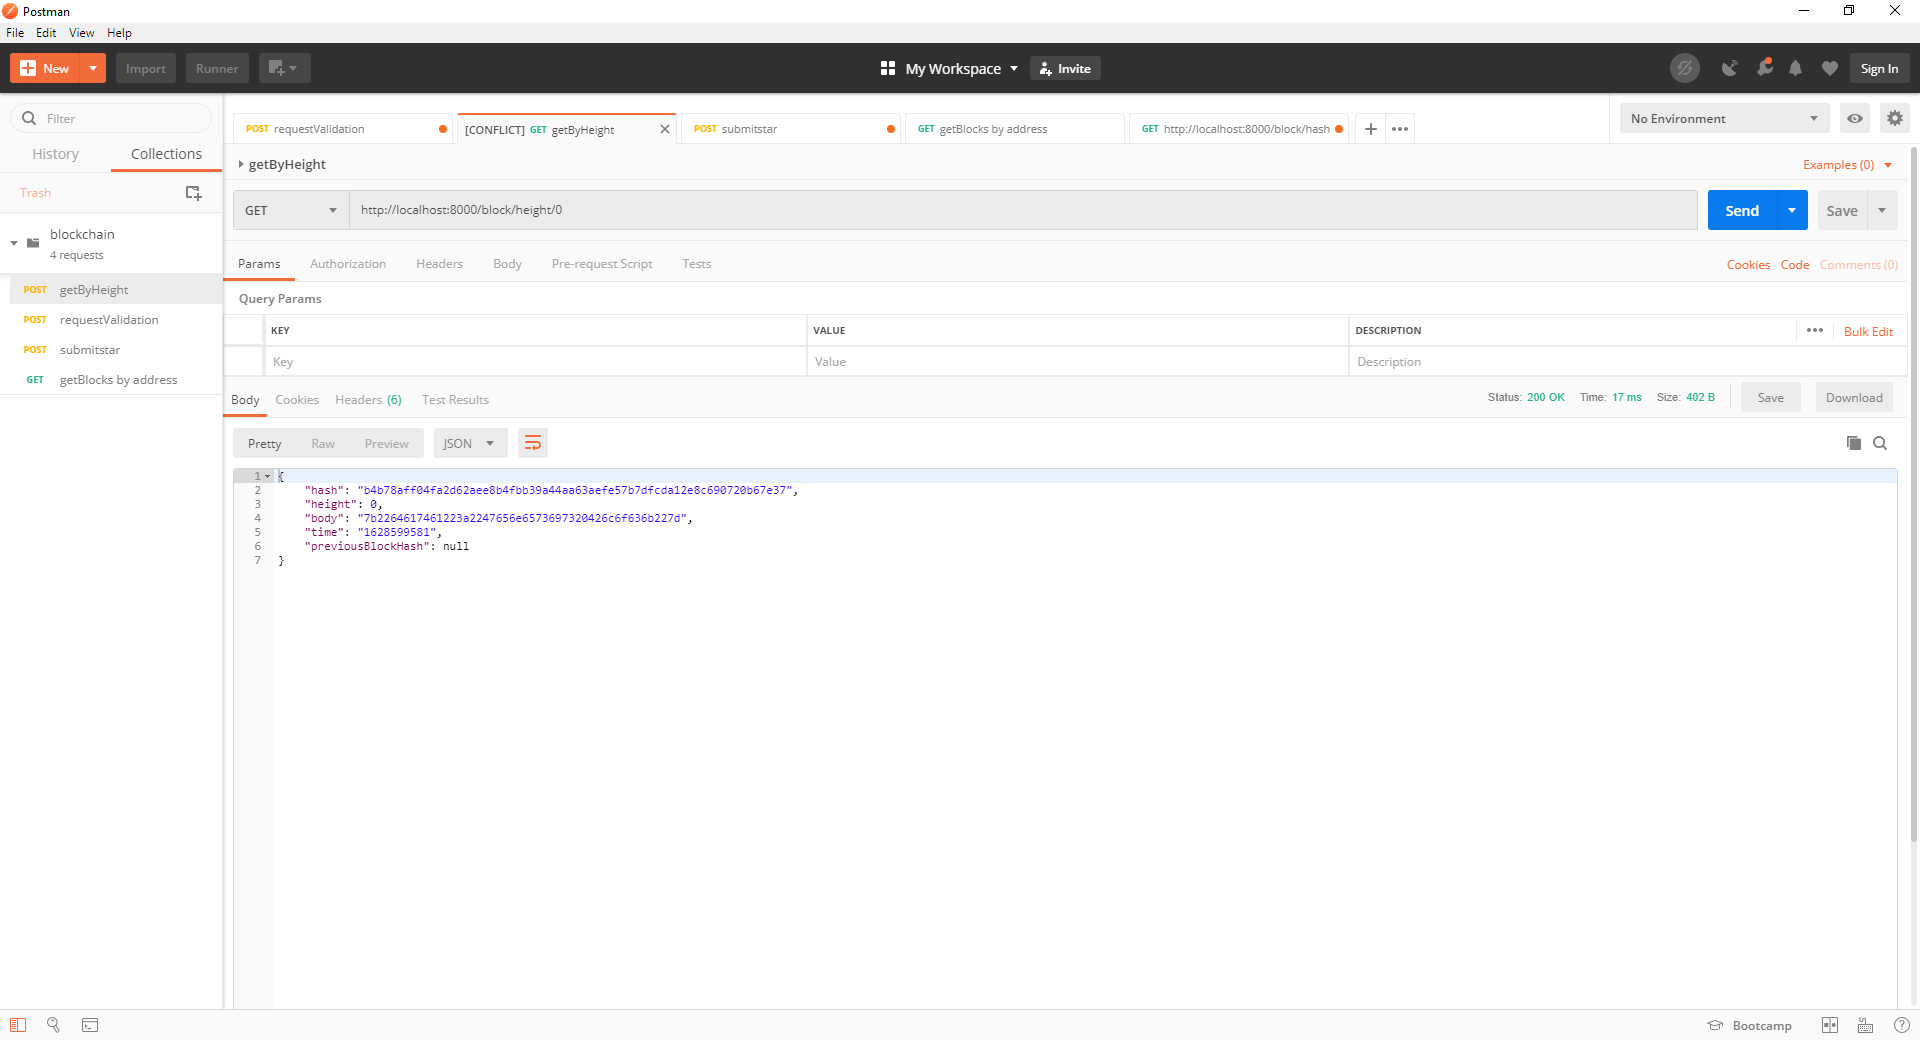 Postman
File Edit View Help
New Import Runner My Workspace Invite Sign In
Filter
History Collections
Trash
blockchain
4 requests
POST getByHeight
POST requestValidation
POST submitstar
GET getBlocks by address
POST requestValidation [CONFLICT] GET getByHeight POST submitstar GET getBlocks by address GET http://localhost:8000/block/hash
No Environment
getByHeight
Examples (0)
GET http://localhost:8000/block/height/0
Send Save
Params Authorization Headers Body Pre-request Script Tests
Cookies Code Comments (0)
Query Params
KEY VALUE DESCRIPTION Bulk Edit
Key Value Description
Body Cookies Headers (6) Test Results
Status: 200 OK Time: 17 ms Size: 402 B Save Download
Pretty Raw Preview JSON
1 {
2 "hash": "b4b78aff04fa2d62aee8b4fbb39a44aa63aefe57b7dfcda12e8c690720b67e37",
3 "height": 0,
4 "body": "7b2264617461223a2247656e6573697320426c6f636b227d",
5 "time": "1628599581",
6 "previousBlockHash": null
7 }
Bootcamp